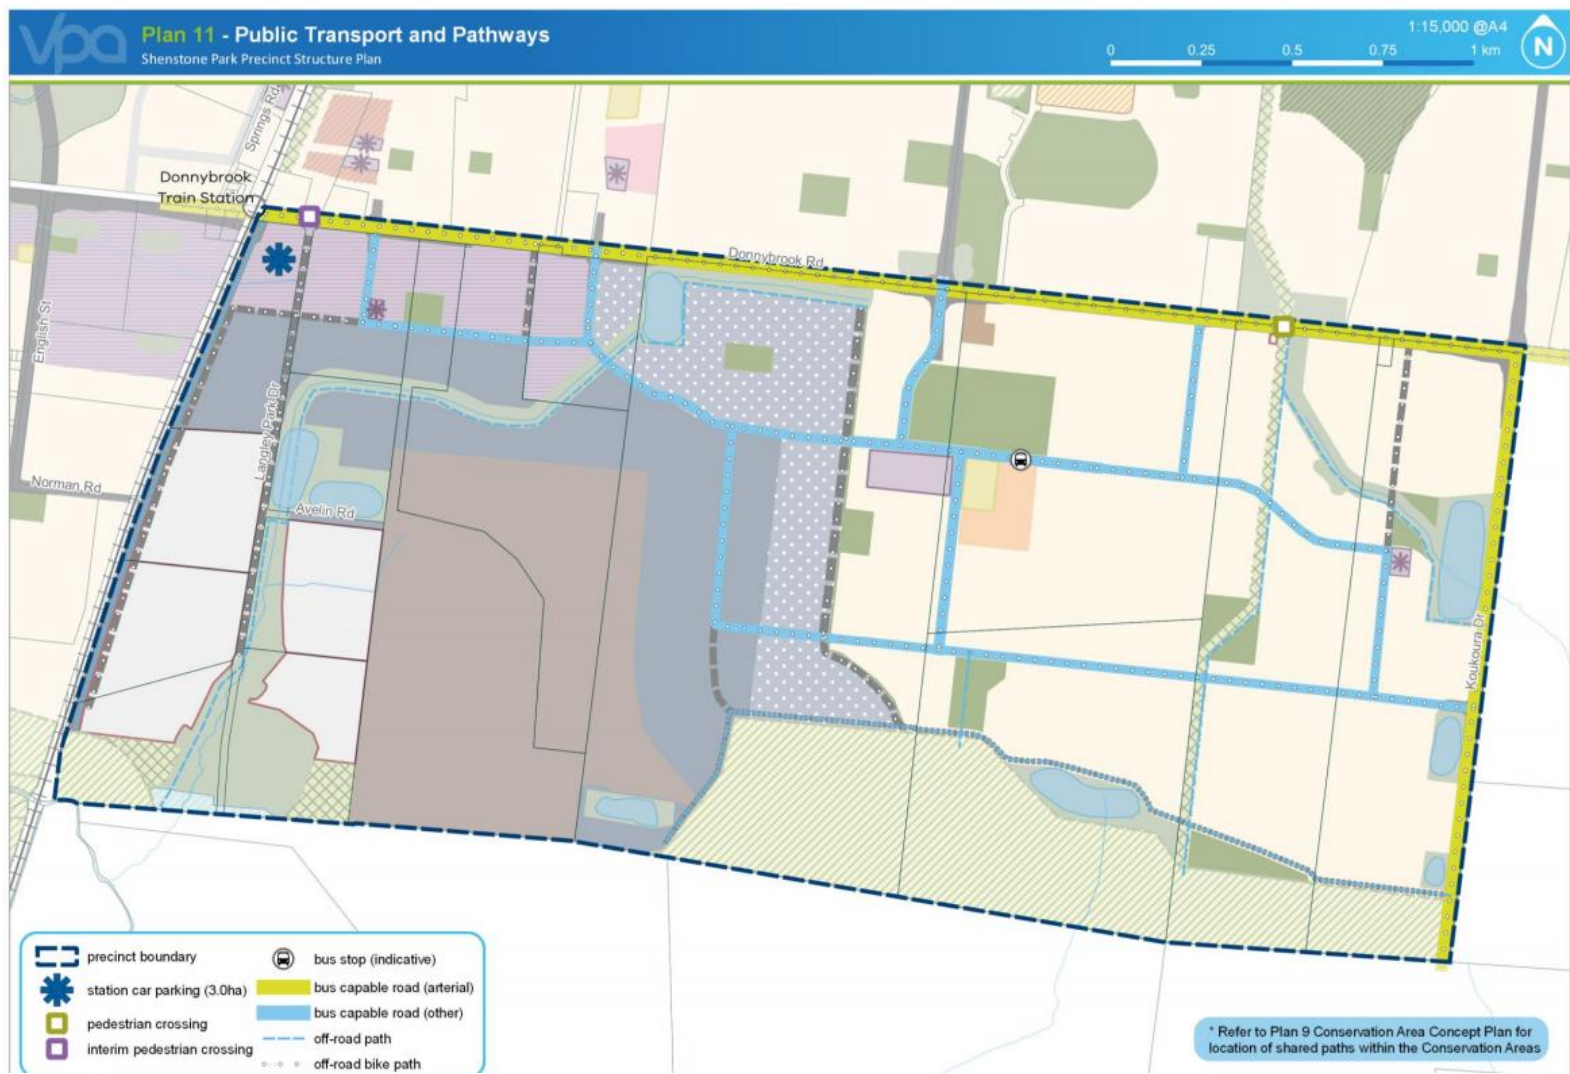 vpa
Plan 11 - Public Transport and Pathways
Shenstone Park Precinct Structure Plan
1:15,000 @A4
0 0.25 0.5 0.75 1 km
N
Springs Rd
Donnybrook
Train Station
Donnybrook Rd
English St
Langley Park Dr
Norman Rd
Avelin Rd
Koukoura Dr
precinct boundary
station car parking (3.0ha)
pedestrian crossing
interim pedestrian crossing
bus stop (indicative)
bus capable road (arterial)
bus capable road (other)
off-road path
off-road bike path
* Refer to Plan 9 Conservation Area Concept Plan for
location of shared paths within the Conservation Areas